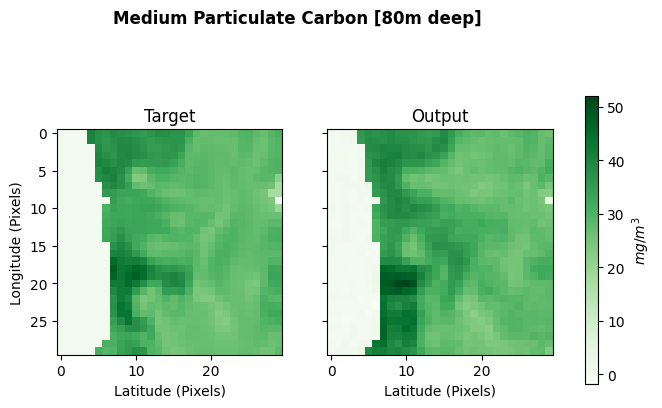 Medium Particulate Carbon [80m deep]
Target
Output
0
5
10
15
20
25
Longitude (Pixels)
0
10
20
Latitude (Pixels)
0
10
20
Latitude (Pixels)
50
40
30
20
10
0
mg/m³